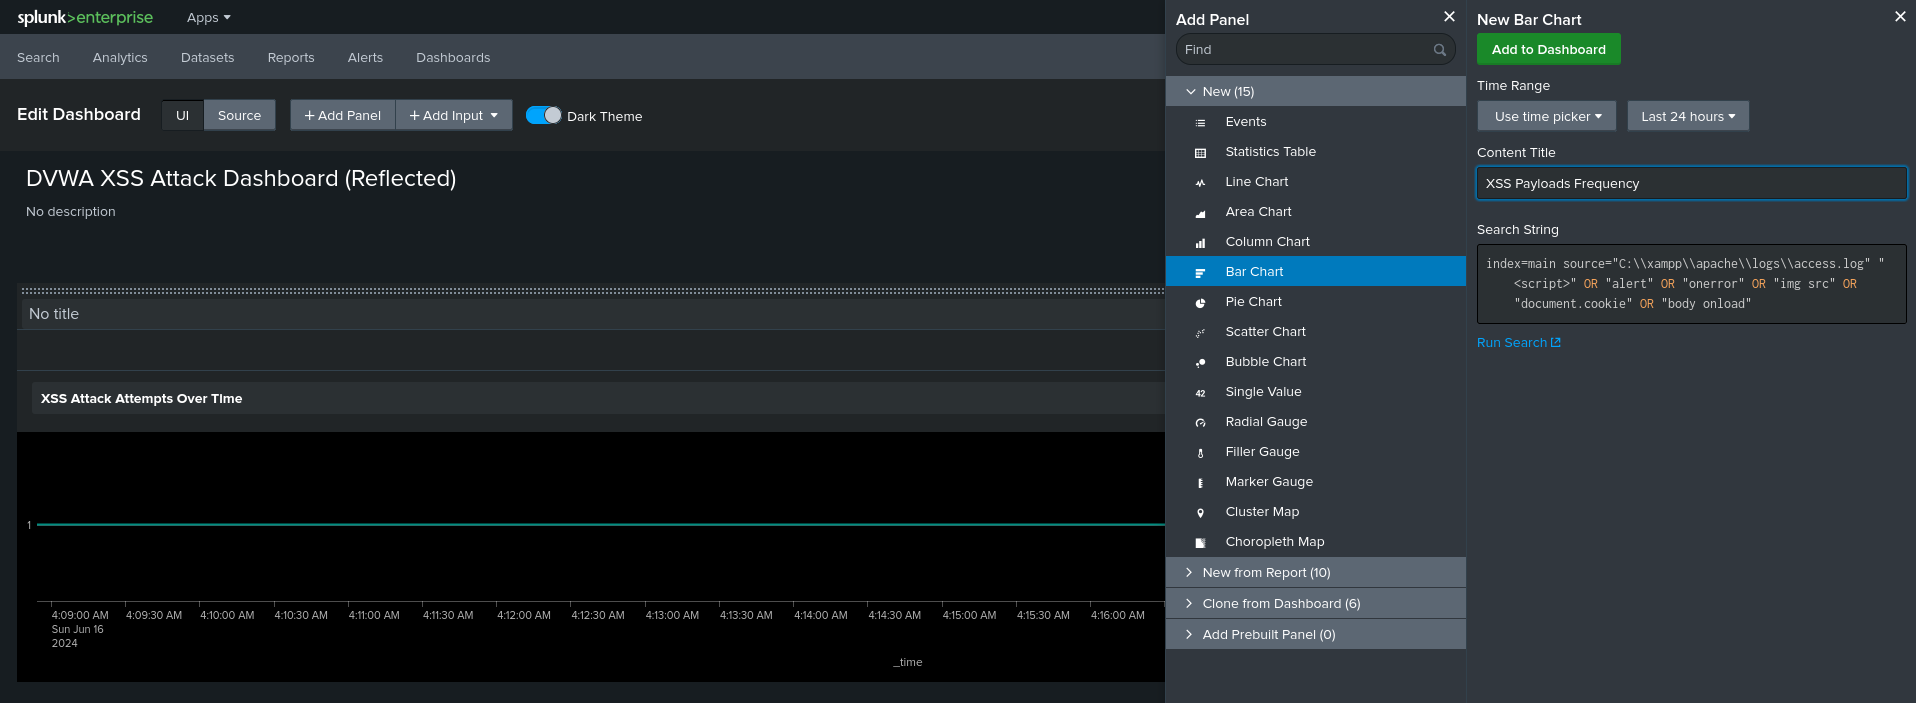 splunk>enterprise Apps
Search Analytics Datasets Reports Alerts Dashboards
Edit Dashboard UI Source + Add Panel + Add Input Dark Theme
DVWA XSS Attack Dashboard (Reflected)
No description
No title
XSS Attack Attempts Over TIme
1
4:09:00 AM 4:09:30 AM 4:10:00 AM 4:10:30 AM 4:11:00 AM 4:11:30 AM 4:12:00 AM 4:12:30 AM 4:13:00 AM 4:13:30 AM 4:14:00 AM 4:14:30 AM 4:15:00 AM 4:15:30 AM 4:16:00 AM
Sun Jun 16
2024
_time
Add Panel
Find
New (15)
Events
Statistics Table
Line Chart
Area Chart
Column Chart
Bar Chart
Pie Chart
Scatter Chart
Bubble Chart
42 Single Value
Radial Gauge
Filler Gauge
Marker Gauge
Cluster Map
Choropleth Map
New from Report (10)
Clone from Dashboard (6)
Add Prebuilt Panel (0)
New Bar Chart
Add to Dashboard
Time Range
Use time picker Last 24 hours
Content Title
XSS Payloads Frequency
Search String
index=main source="C:\\xampp\\apache\\logs\\access.log" "
<script>" OR "alert" OR "onerror" OR "img src" OR
"document.cookie" OR "body onload"
Run Search